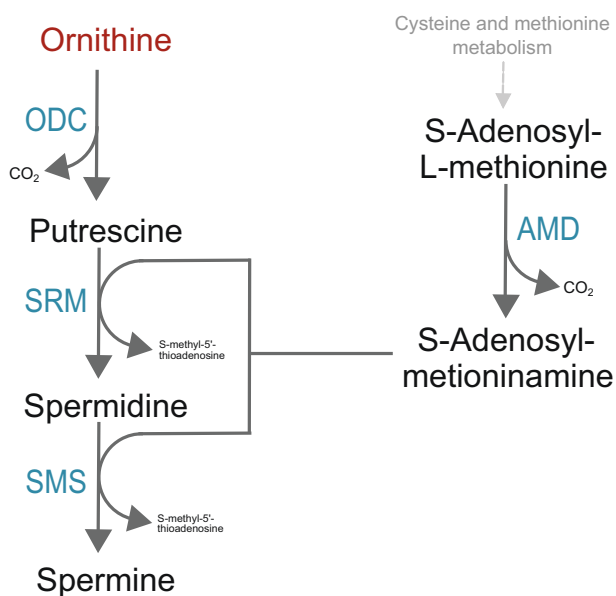 Ornithine
ODC
CO2
Putrescine
SRM
S-methyl-5'-
thioadenosine
Spermidine
SMS
S-methyl-5'-
thioadenosine
Spermine
Cysteine and methionine
metabolism
S-Adenosyl-
L-methionine
AMD
CO2
S-Adenosyl-
metioninamine